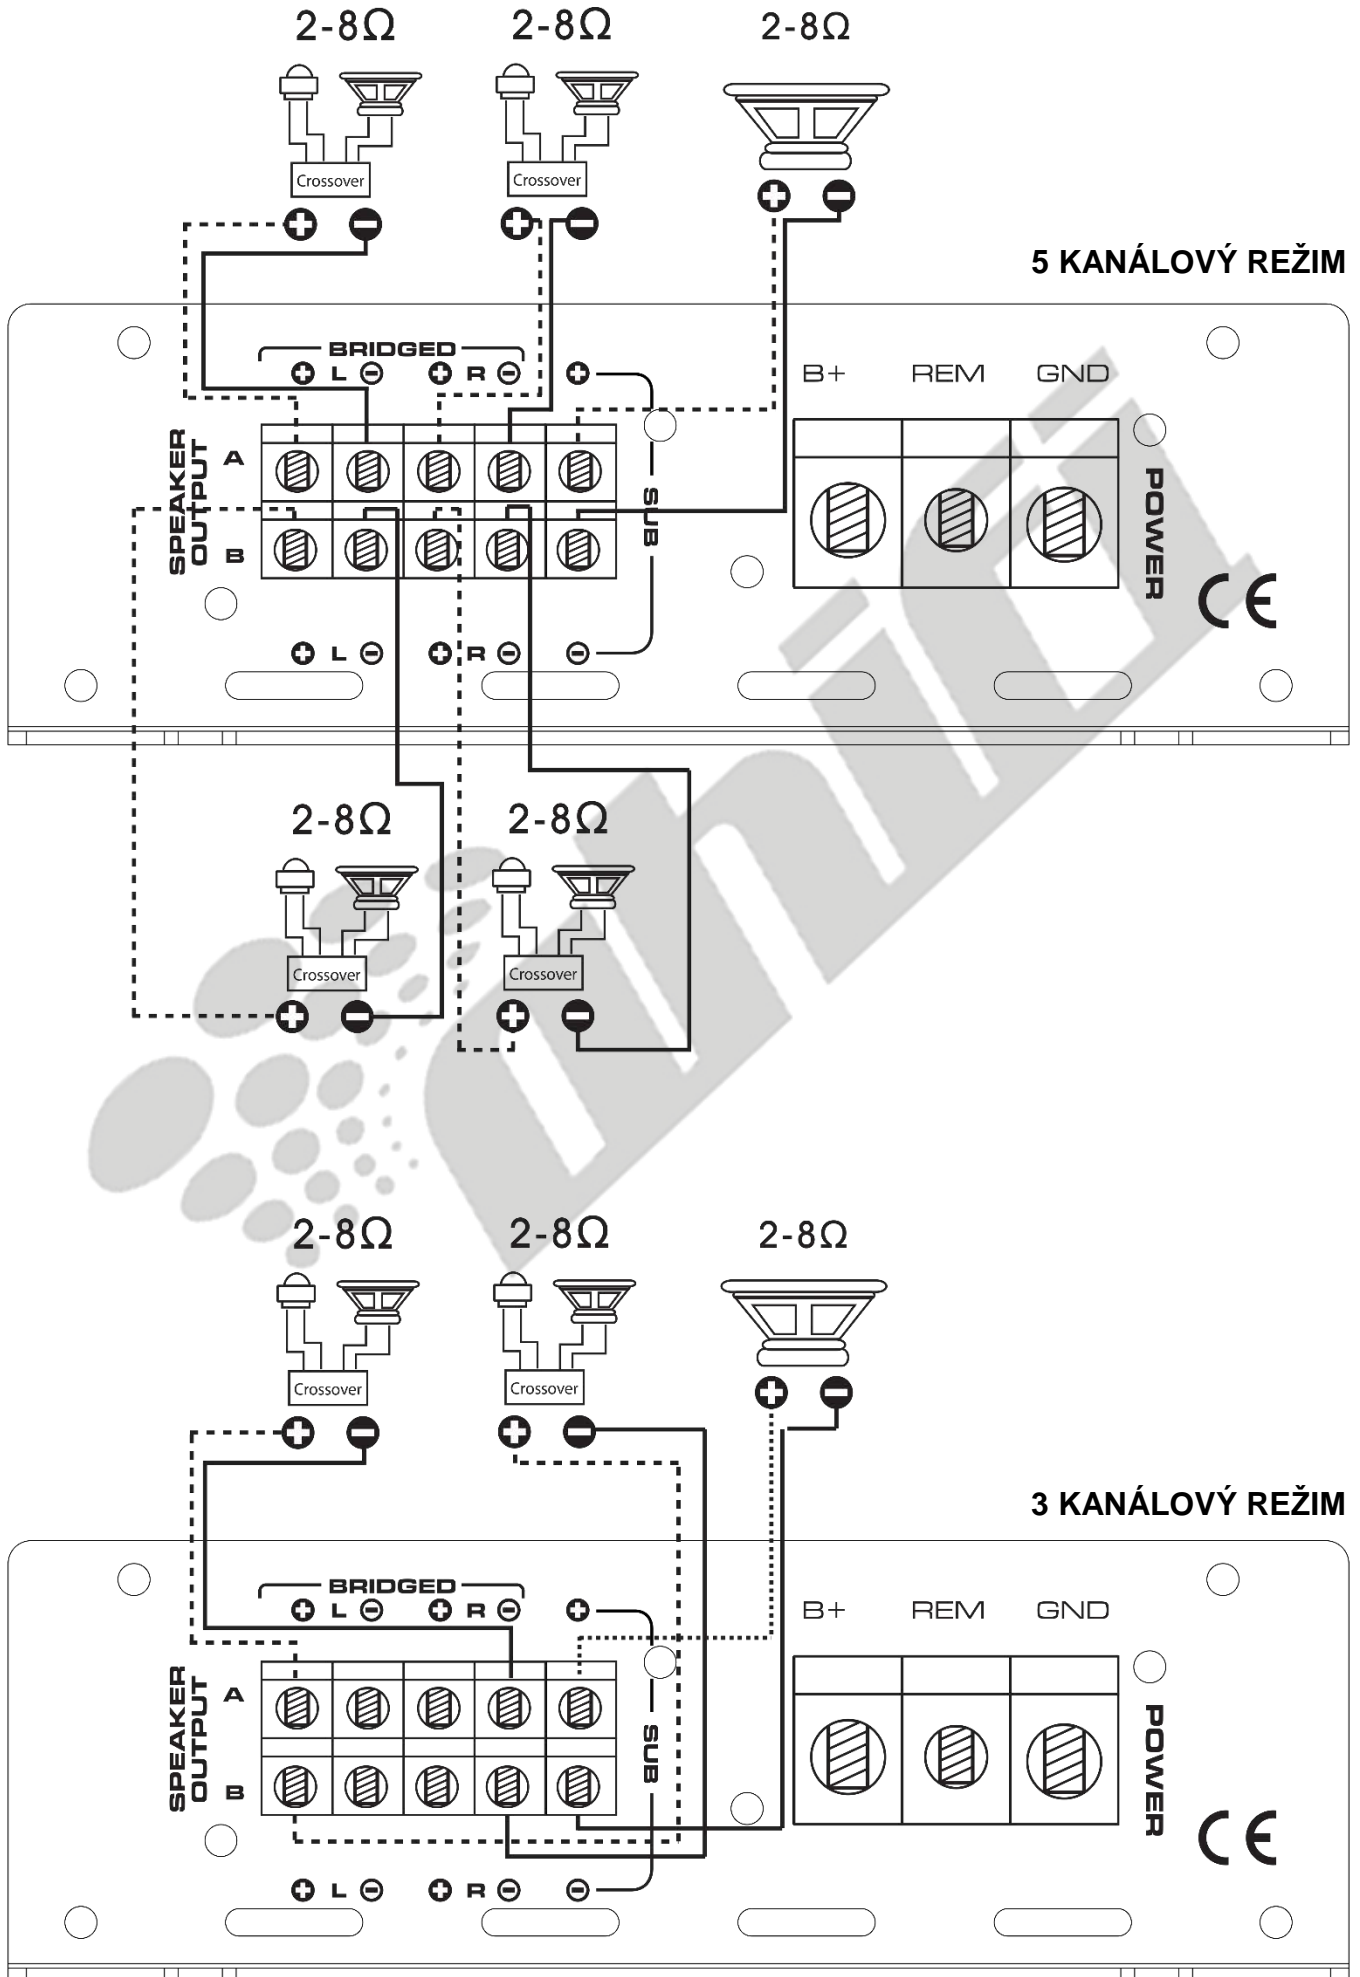 2-8Ω 2-8Ω 2-8Ω
Crossover Crossover
5 KANÁLOVÝ REŽIM
BRIDGED
L R
B+ REM GND
SPEAKER OUTPUT
A
B
SUB
POWER
CE
L R
2-8Ω 2-8Ω
Crossover Crossover
2-8Ω 2-8Ω 2-8Ω
Crossover Crossover
3 KANÁLOVÝ REŽIM
BRIDGED
L R
B+ REM GND
SPEAKER OUTPUT
A
B
SUB
POWER
CE
L R